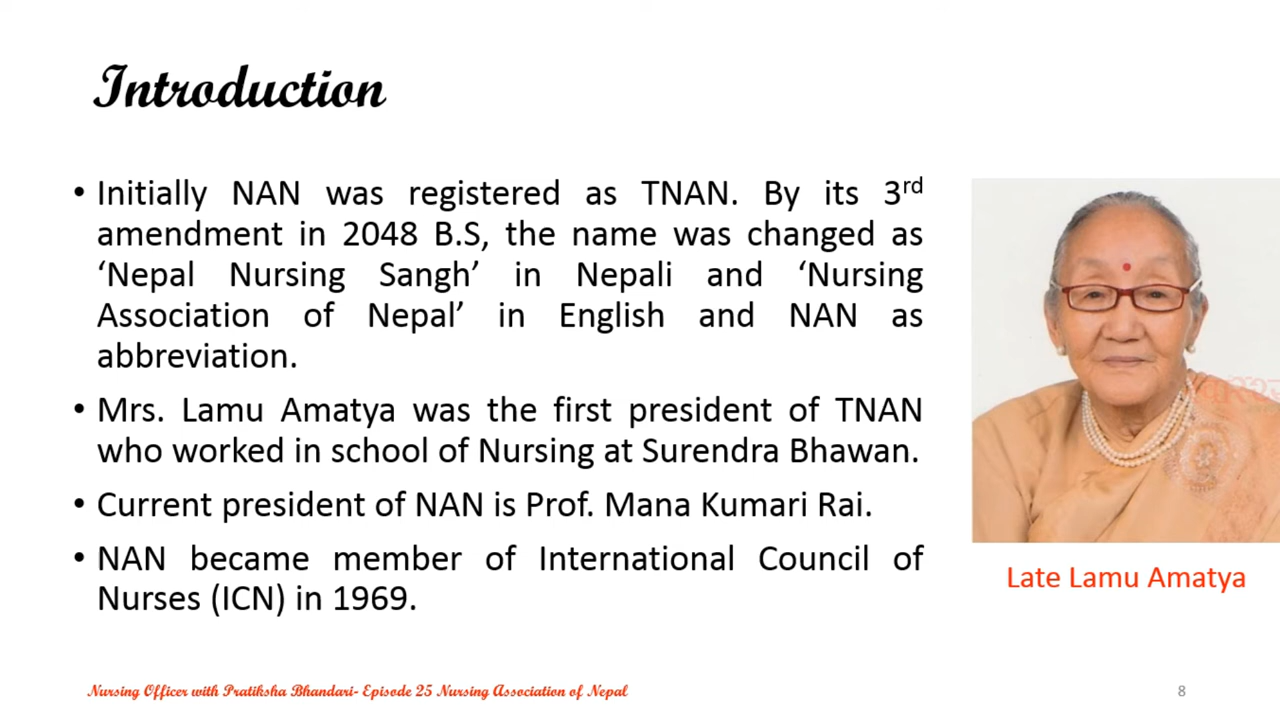 Introduction
• Initially NAN was registered as TNAN. By its 3rd
amendment in 2048 B.S, the name was changed as
‘Nepal Nursing Sangh’ in Nepali and ‘Nursing
Association of Nepal’ in English and NAN as
abbreviation.
• Mrs. Lamu Amatya was the first president of TNAN
who worked in school of Nursing at Surendra Bhawan.
• Current president of NAN is Prof. Mana Kumari Rai.
• NAN became member of International Council of
Nurses (ICN) in 1969.
Late Lamu Amatya
Nursing Officer with Pratiksha Bhandari- Episode 25 Nursing Association of Nepal
8